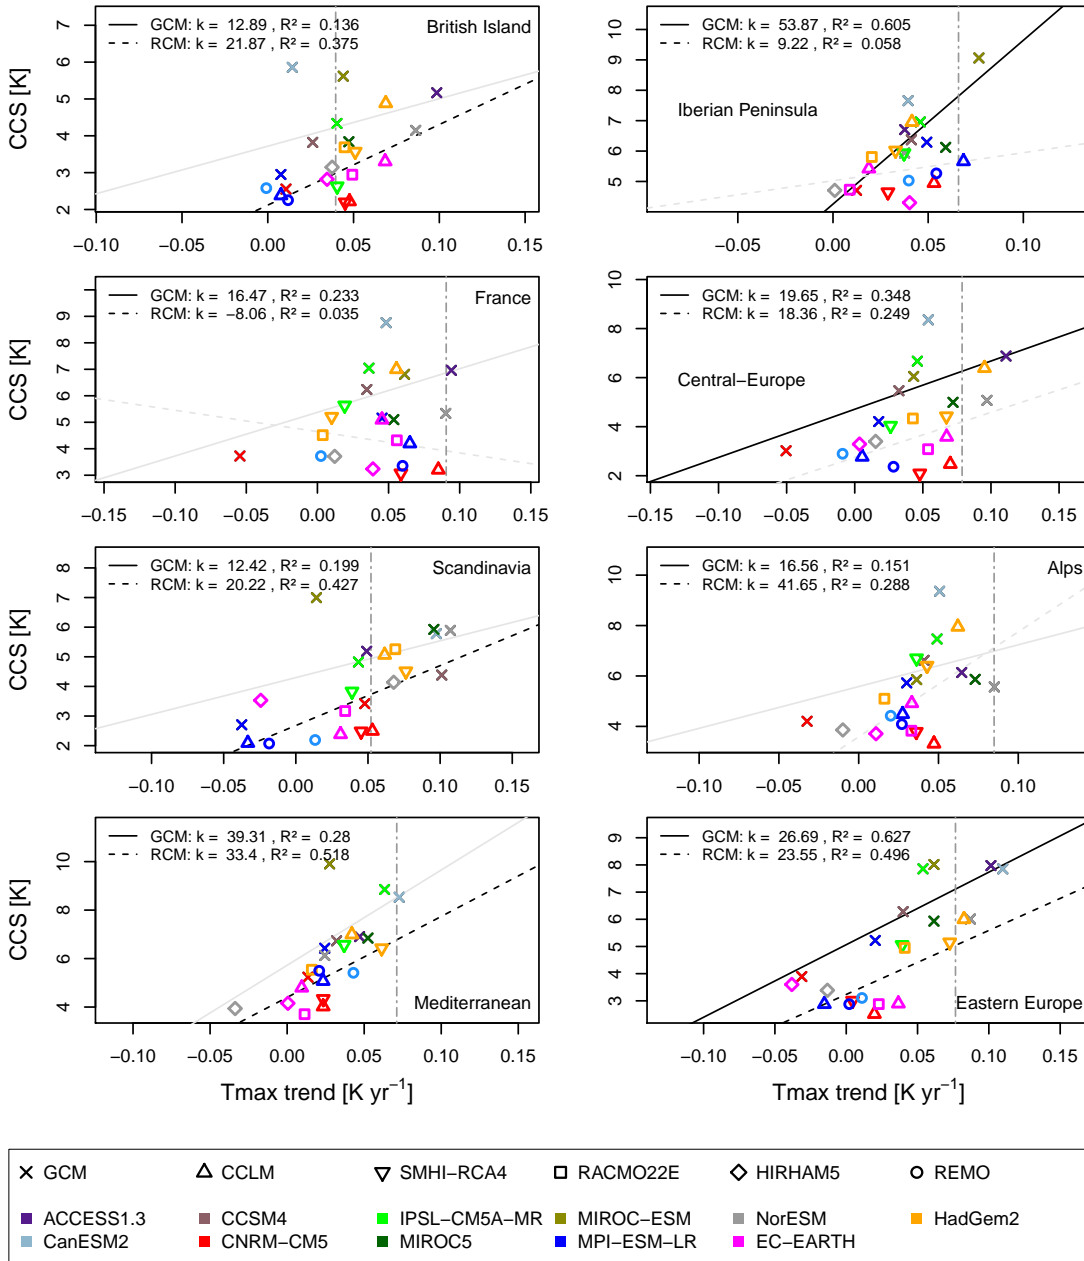 GCM: k = 12.89 , R² = 0.136
RCM: k = 21.87 , R² = 0.375
British Island
CCS [K]
7
6
5
4
3
2
−0.10 −0.05 0.00 0.05 0.10 0.15
GCM: k = 53.87 , R² = 0.605
RCM: k = 9.22 , R² = 0.058
Iberian Peninsula
10
9
8
7
6
5
−0.05 0.00 0.05 0.10
GCM: k = 16.47 , R² = 0.233
RCM: k = −8.06 , R² = 0.035
France
CCS [K]
9
8
7
6
5
4
3
−0.15 −0.10 −0.05 0.00 0.05 0.10 0.15
GCM: k = 19.65 , R² = 0.348
RCM: k = 18.36 , R² = 0.249
Central−Europe
10
8
6
4
2
−0.15 −0.10 −0.05 0.00 0.05 0.10 0.15
GCM: k = 12.42 , R² = 0.199
RCM: k = 20.22 , R² = 0.427
Scandinavia
CCS [K]
8
7
6
5
4
3
2
−0.10 −0.05 0.00 0.05 0.10 0.15
GCM: k = 16.56 , R² = 0.151
RCM: k = 41.65 , R² = 0.288
Alps
10
8
6
4
−0.10 −0.05 0.00 0.05 0.10
GCM: k = 39.31 , R² = 0.28
RCM: k = 33.4 , R² = 0.518
Mediterranean
CCS [K]
10
8
6
4
−0.10 −0.05 0.00 0.05 0.10 0.15
Tmax trend [K yr⁻¹]
GCM: k = 26.69 , R² = 0.627
RCM: k = 23.55 , R² = 0.496
Eastern Europe
9
8
7
6
5
4
3
−0.10 −0.05 0.00 0.05 0.10 0.15
Tmax trend [K yr⁻¹]
GCM CCLM SMHI−RCA4 RACMO22E HIRHAM5 REMO
ACCESS1.3 CCSM4 IPSL−CM5A−MR MIROC−ESM NorESM HadGem2
CanESM2 CNRM−CM5 MIROC5 MPI−ESM−LR EC−EARTH